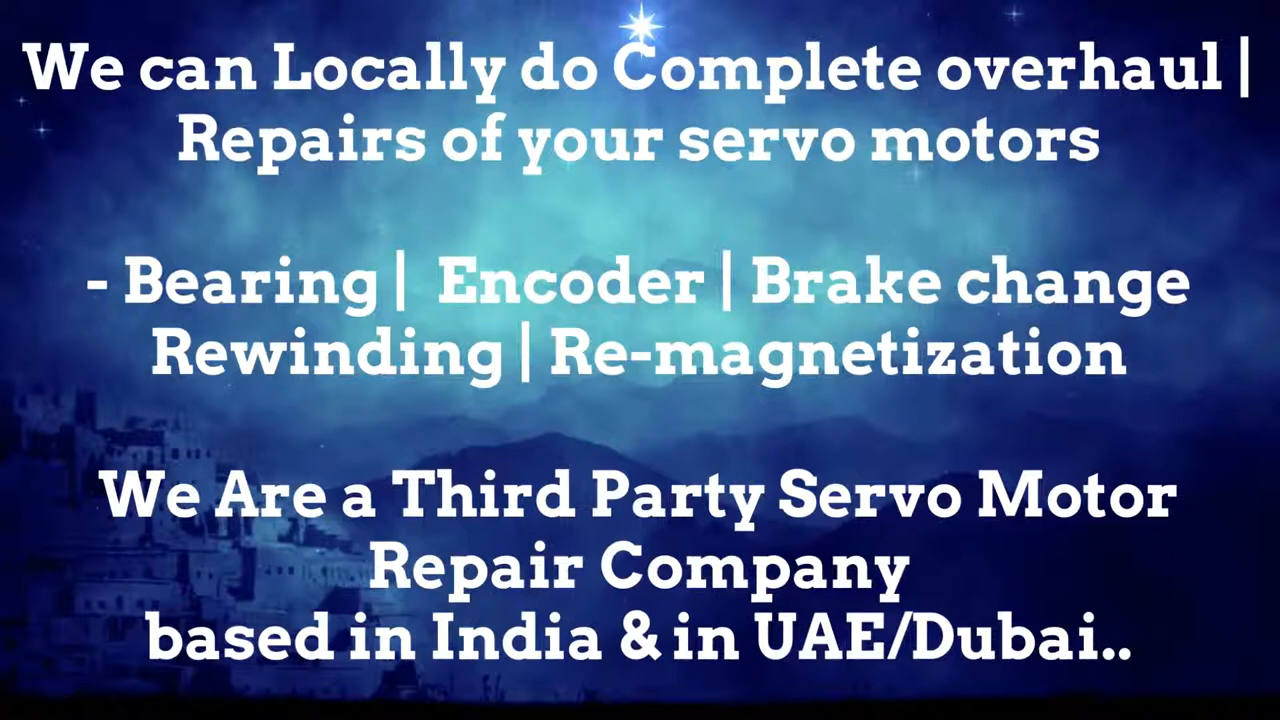 We can Locally do Complete overhaul |
Repairs of your servo motors
- Bearing | Encoder | Brake change
Rewinding | Re-magnetization
We Are a Third Party Servo Motor
Repair Company
based in India & in UAE/Dubai..